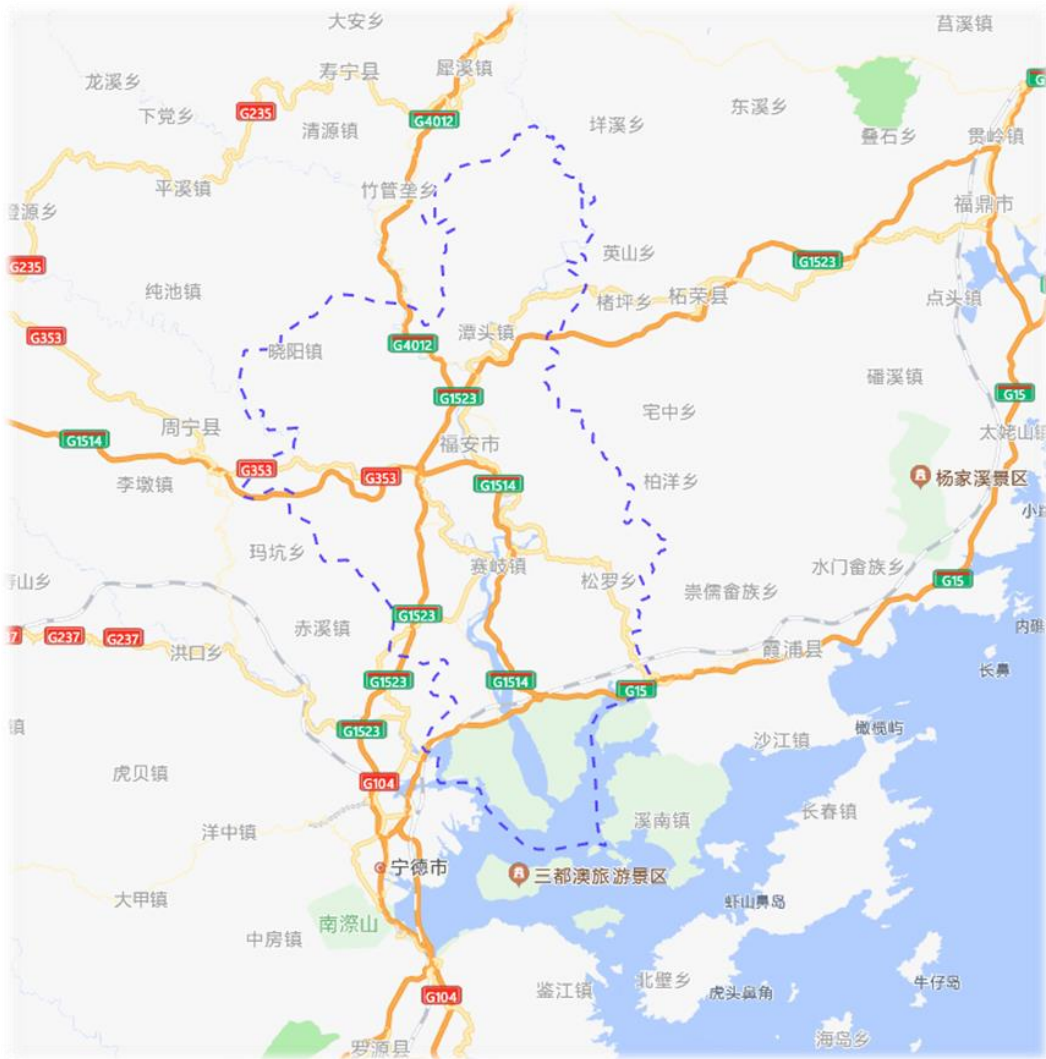 大安乡
莒溪镇
寿宁县
犀溪镇
龙溪乡
下党乡
G235
G4012
清源镇
垟溪乡
东溪乡
叠石乡
贯岭镇
平溪镇
竹管垄乡
福鼎市
澄源乡
英山乡
G1523
G235
纯池镇
楮坪乡
柘荣县
点头镇
G353
潭头镇
G4012
晓阳镇
磻溪镇
G1523
G15
宅中乡
周宁县
G1514
福安市
太姥山镇
G353
G353
G1514
李墩镇
柏洋乡
杨家溪景区
玛坑乡
赛岐镇
松罗乡
水门畲族乡
G15
崇儒畲族乡
G1523
赤溪镇
内礁
G237
G237
洪口乡
霞浦县
长鼻
G1523
G1514
G15
G1523
沙江镇
橄榄屿
虎贝镇
G104
洋中镇
溪南镇
长春镇
宁德市
三都澳旅游景区
大甲镇
虾山鼻岛
南漈山
中房镇
北壁乡
牛仔岛
鉴江镇
虎头鼻角
G104
海岛乡
罗源县